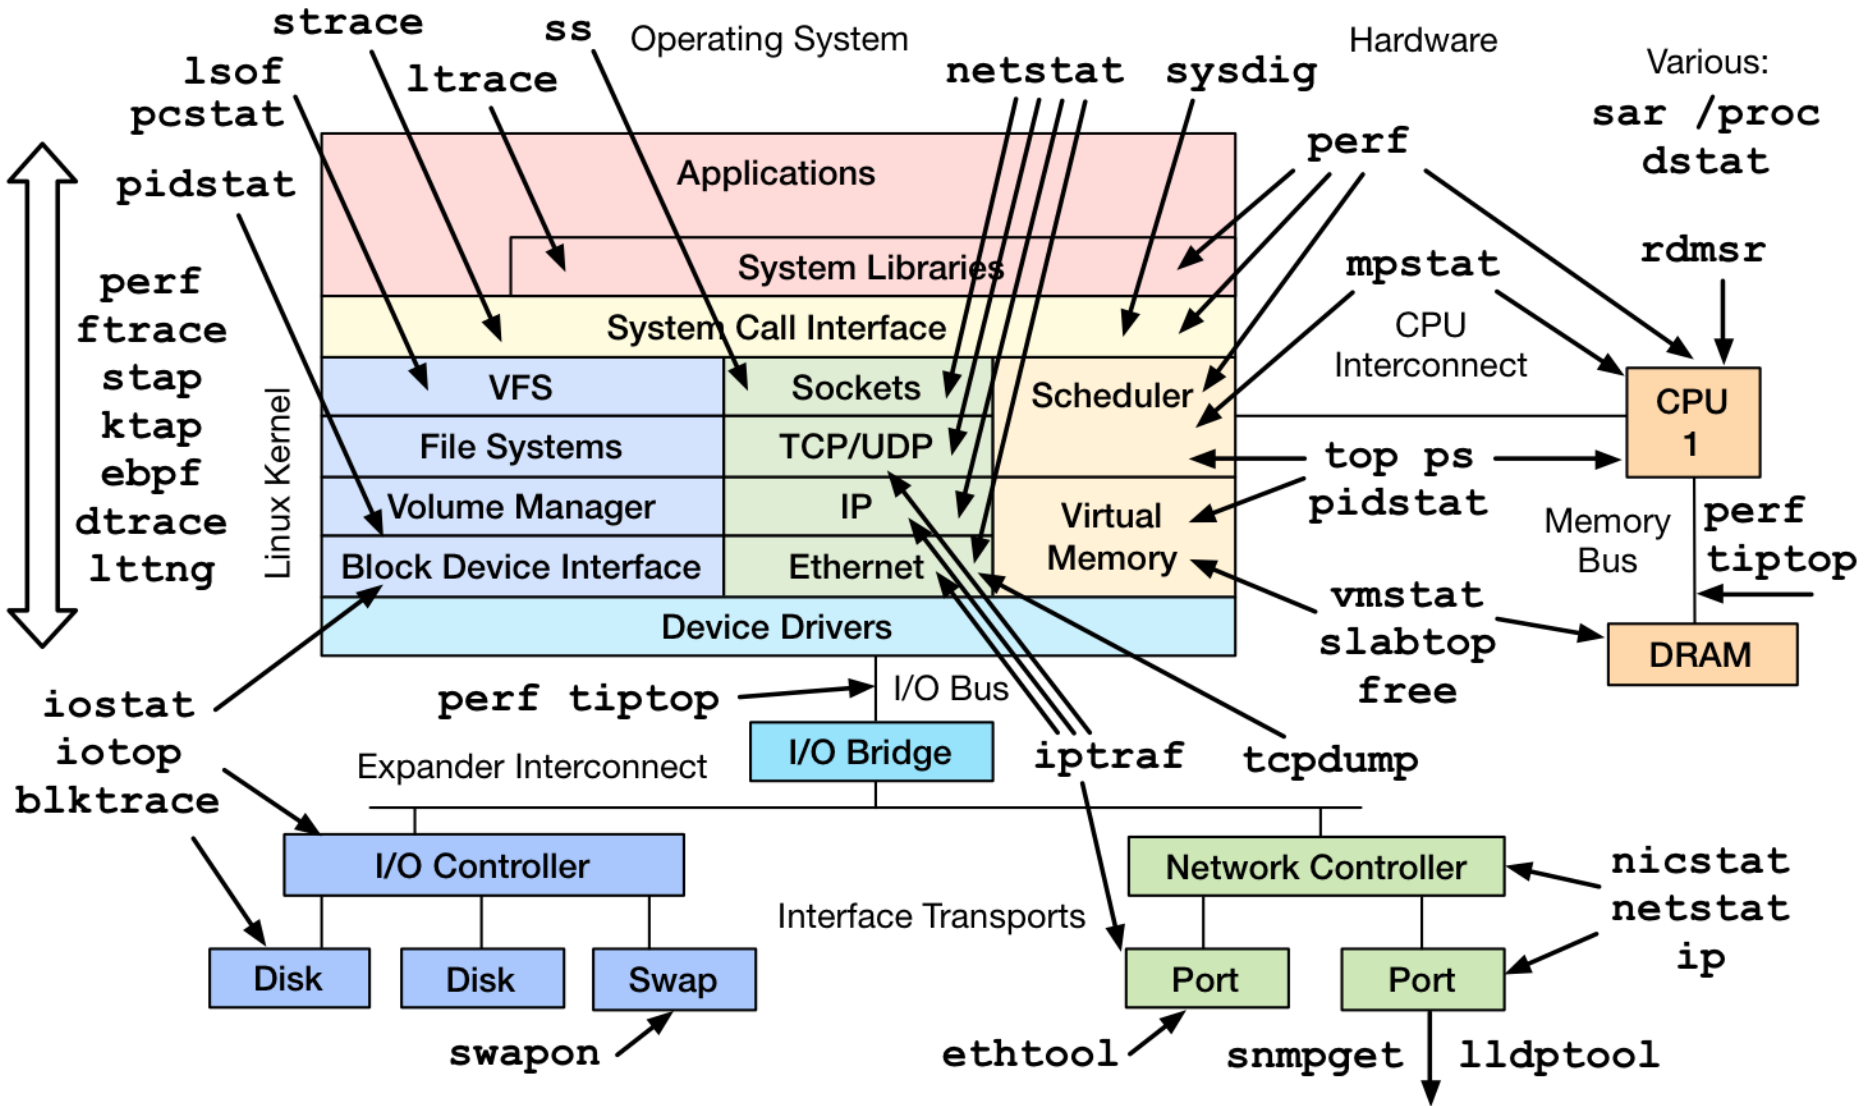 strace
ss
Operating System
Hardware
lsof
pcstat
ltrace
netstat
sysdig
Various:
sar /proc
dstat
perf
pidstat
Applications
rdmsr
mpstat
System Libraries
perf
ftrace
stap
ktap
ebpf
dtrace
lttng
Linux Kernel
System Call Interface
CPU
Interconnect
VFS
Sockets
Scheduler
CPU
1
File Systems
TCP/UDP
top ps
pidstat
Volume Manager
IP
Virtual
Memory
Memory
Bus
perf
tiptop
Block Device Interface
Ethernet
vmstat
slabtop
free
Device Drivers
DRAM
iostat
iotop
blktrace
perf tiptop
I/O Bus
Expander Interconnect
I/O Bridge
iptraf
tcpdump
I/O Controller
Network Controller
nicstat
netstat
ip
Interface Transports
Disk
Disk
Swap
Port
Port
swapon
ethtool
snmpget
lldptool